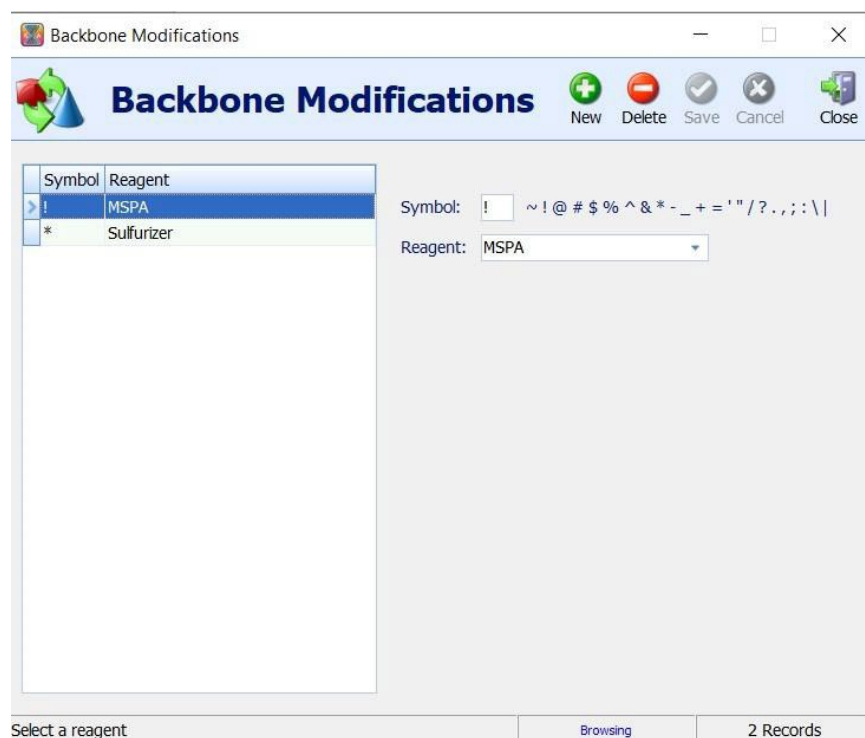 Backbone Modifications
Backbone Modifications
New Delete Save Cancel Close
Symbol Reagent
! MSPA
* Sulfurizer
Symbol: ! ~ ! @ # $ % ^ & * - _ + = ' " / ? . , ; : \ |
Reagent: MSPA
Select a reagent Browsing 2 Records